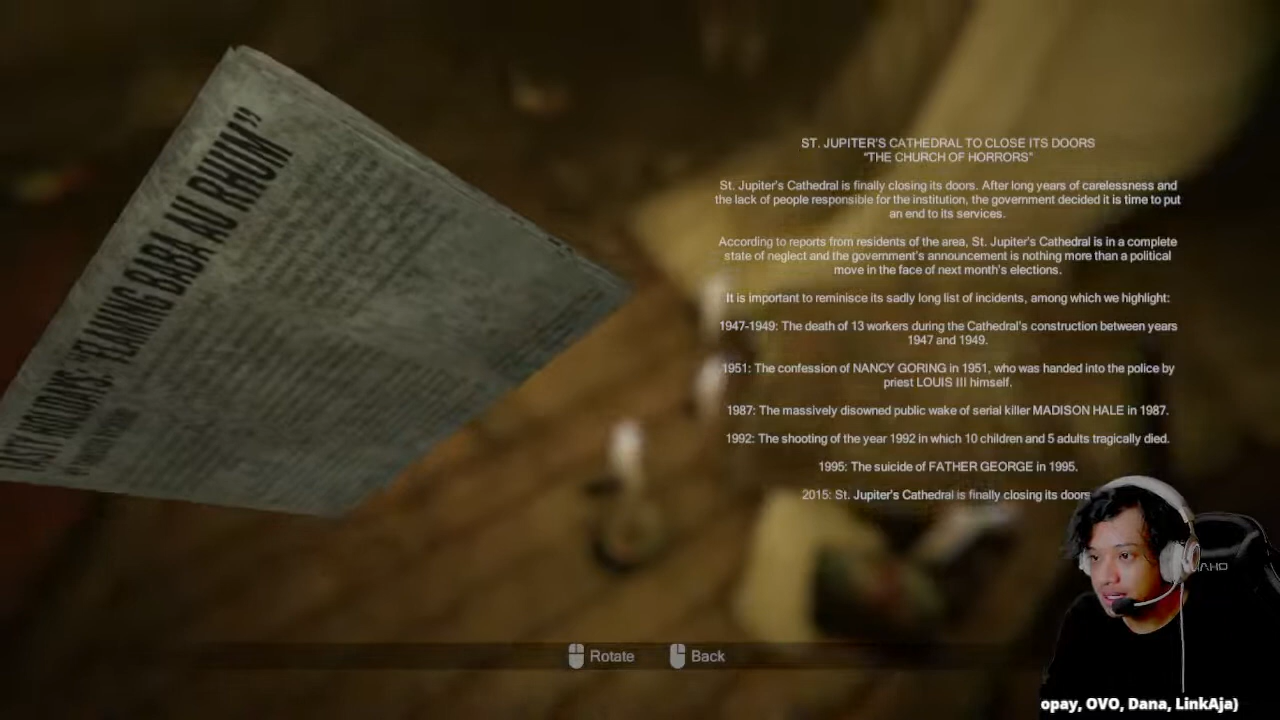 TASTY HOLIDAYS: "FLAMING BABA AU RHUM"
ST. JUPITER'S CATHEDRAL TO CLOSE ITS DOORS
"THE CHURCH OF HORRORS"
St. Jupiter's Cathedral is finally closing its doors. After long years of carelessness and
the lack of people responsible for the institution, the government decided it is time to put
an end to its services.
According to reports from residents of the area, St. Jupiter's Cathedral is in a complete
state of neglect and the government's announcement is nothing more than a political
move in the face of next month's elections.
It is important to reminisce its sadly long list of incidents, among which we highlight:
1947-1949: The death of 13 workers during the Cathedral's construction between years
1947 and 1949.
1951: The confession of NANCY GORING in 1951, who was handed into the police by
priest LOUIS III himself.
1987: The massively disowned public wake of serial killer MADISON HALE in 1987.
1992: The shooting of the year 1992 in which 10 children and 5 adults tragically died.
1995: The suicide of FATHER GEORGE in 1995.
2015: St. Jupiter's Cathedral is finally closing its doors
Rotate
Back
opay, OVO, Dana, LinkAja)